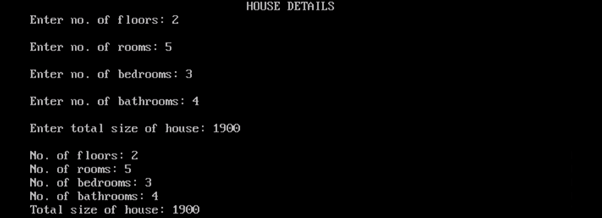 HOUSE DETAILS
Enter no. of floors: 2
Enter no. of rooms: 5
Enter no. of bedrooms: 3
Enter no. of bathrooms: 4
Enter total size of house: 1900
No. of floors: 2
No. of rooms: 5
No. of bedrooms: 3
No. of bathrooms: 4
Total size of house: 1900